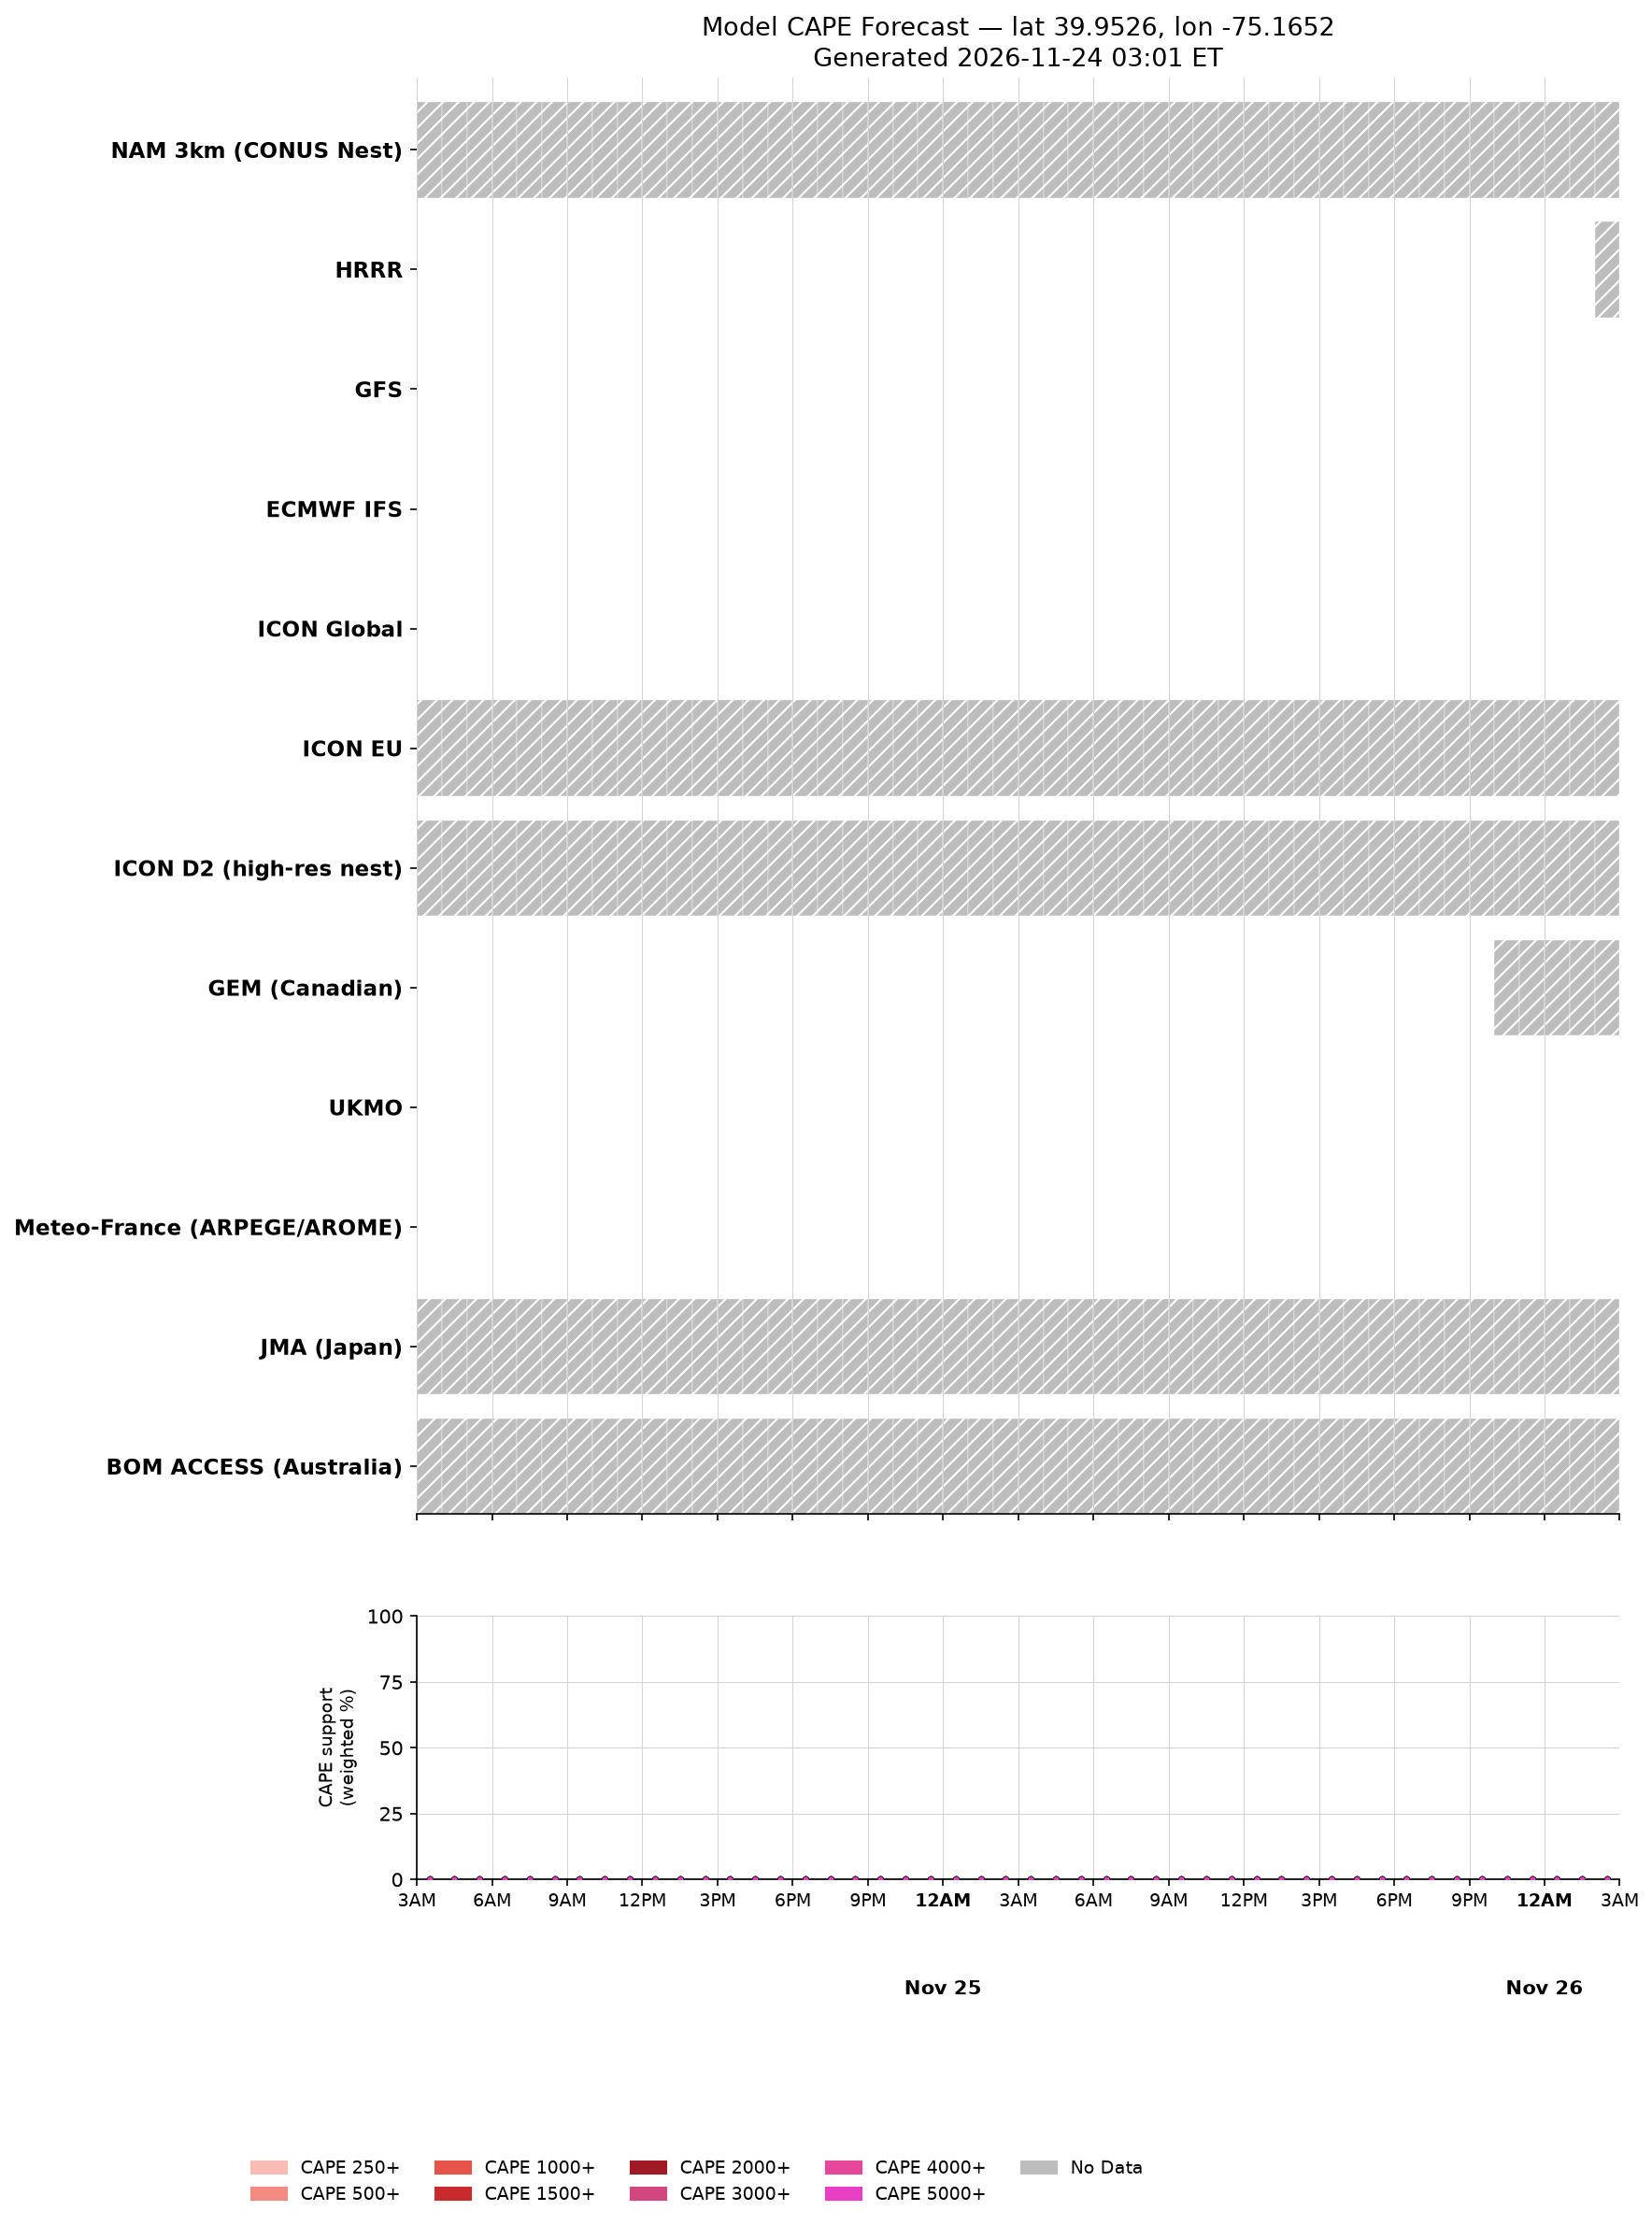 Model CAPE Forecast — lat 39.9526, lon -75.1652
Generated 2026-11-24 03:01 ET
NAM 3km (CONUS Nest)
HRRR
GFS
ECMWF IFS
ICON Global
ICON EU
ICON D2 (high-res nest)
GEM (Canadian)
UKMO
Meteo-France (ARPEGE/AROME)
JMA (Japan)
BOM ACCESS (Australia)
CAPE support
(weighted %)
100
75
50
25
0
3AM 6AM 9AM 12PM 3PM 6PM 9PM 12AM 3AM 6AM 9AM 12PM 3PM 6PM 9PM 12AM 3AM
Nov 25 Nov 26
CAPE 250+ CAPE 1000+ CAPE 2000+ CAPE 4000+ No Data
CAPE 500+ CAPE 1500+ CAPE 3000+ CAPE 5000+